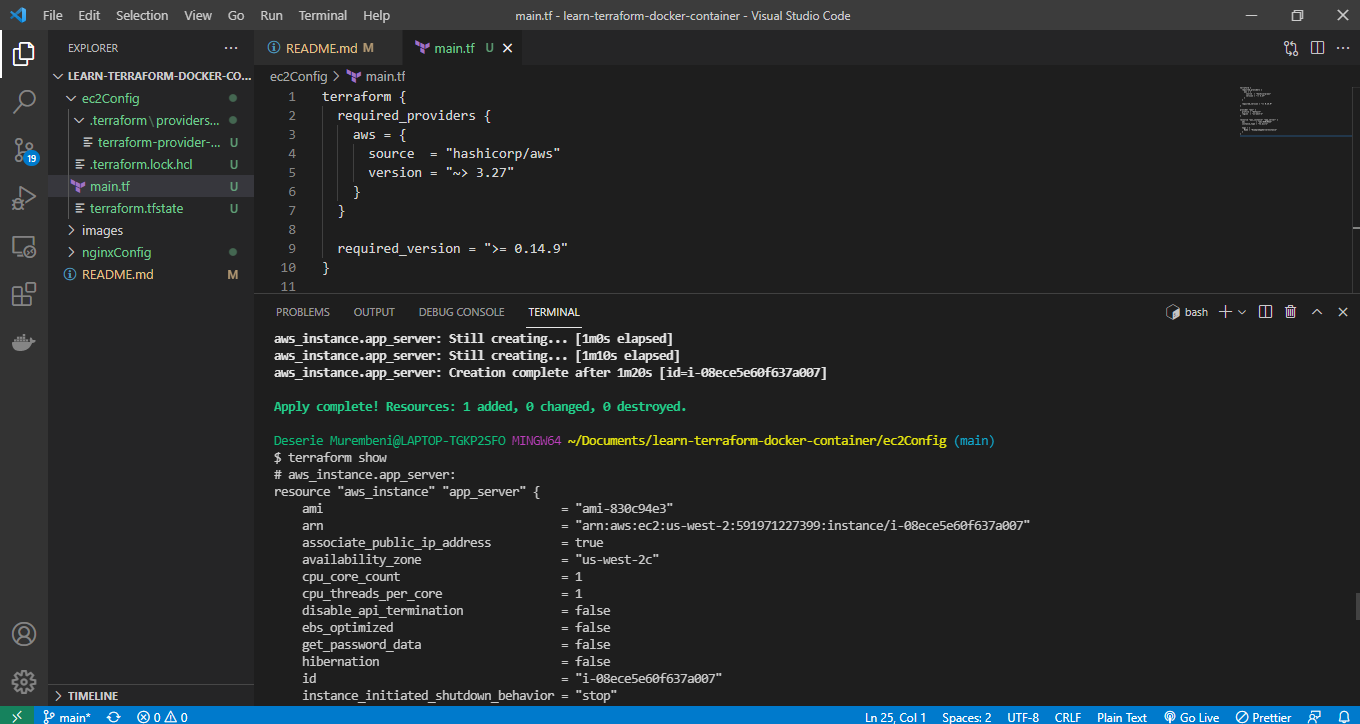 File Edit Selection View Go Run Terminal Help main.tf - learn-terraform-docker-container - Visual Studio Code
EXPLORER ···
README.md M main.tf U
LEARN-TERRAFORM-DOCKER-CO...
ec2Config > main.tf
ec2Config
.terraform \ providers...
terraform-provider-... U
.terraform.lock.hcl U
main.tf U
terraform.tfstate U
images
nginxConfig
README.md M
19
1 terraform {
2 required_providers {
3 aws = {
4 source = "hashicorp/aws"
5 version = "~> 3.27"
6 }
7 }
8
9 required_version = ">= 0.14.9"
10 }
11
PROBLEMS OUTPUT DEBUG CONSOLE TERMINAL bash
aws_instance.app_server: Still creating... [1m0s elapsed]
aws_instance.app_server: Still creating... [1m10s elapsed]
aws_instance.app_server: Creation complete after 1m20s [id=i-08ece5e60f637a007]
Apply complete! Resources: 1 added, 0 changed, 0 destroyed.
Deserie Murembeni@LAPTOP-TGKP2SFO MINGW64 ~/Documents/learn-terraform-docker-container/ec2Config (main)
$ terraform show
# aws_instance.app_server:
resource "aws_instance" "app_server" {
ami = "ami-830c94e3"
arn = "arn:aws:ec2:us-west-2:591971227399:instance/i-08ece5e60f637a007"
associate_public_ip_address = true
availability_zone = "us-west-2c"
cpu_core_count = 1
cpu_threads_per_core = 1
disable_api_termination = false
ebs_optimized = false
get_password_data = false
hibernation = false
id = "i-08ece5e60f637a007"
instance_initiated_shutdown_behavior = "stop"
TIMELINE
main* 0 0 Ln 25, Col 1 Spaces: 2 UTF-8 CRLF Plain Text Go Live Prettier